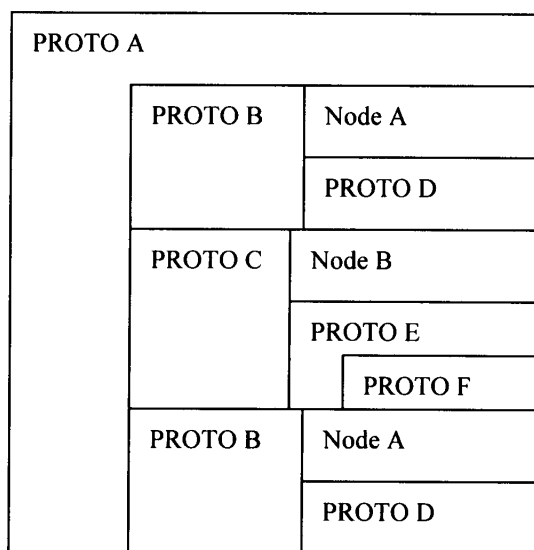 PROTO A
PROTO B
Node A
PROTO D
PROTO C
Node B
PROTO E
PROTO F
PROTO B
Node A
PROTO D